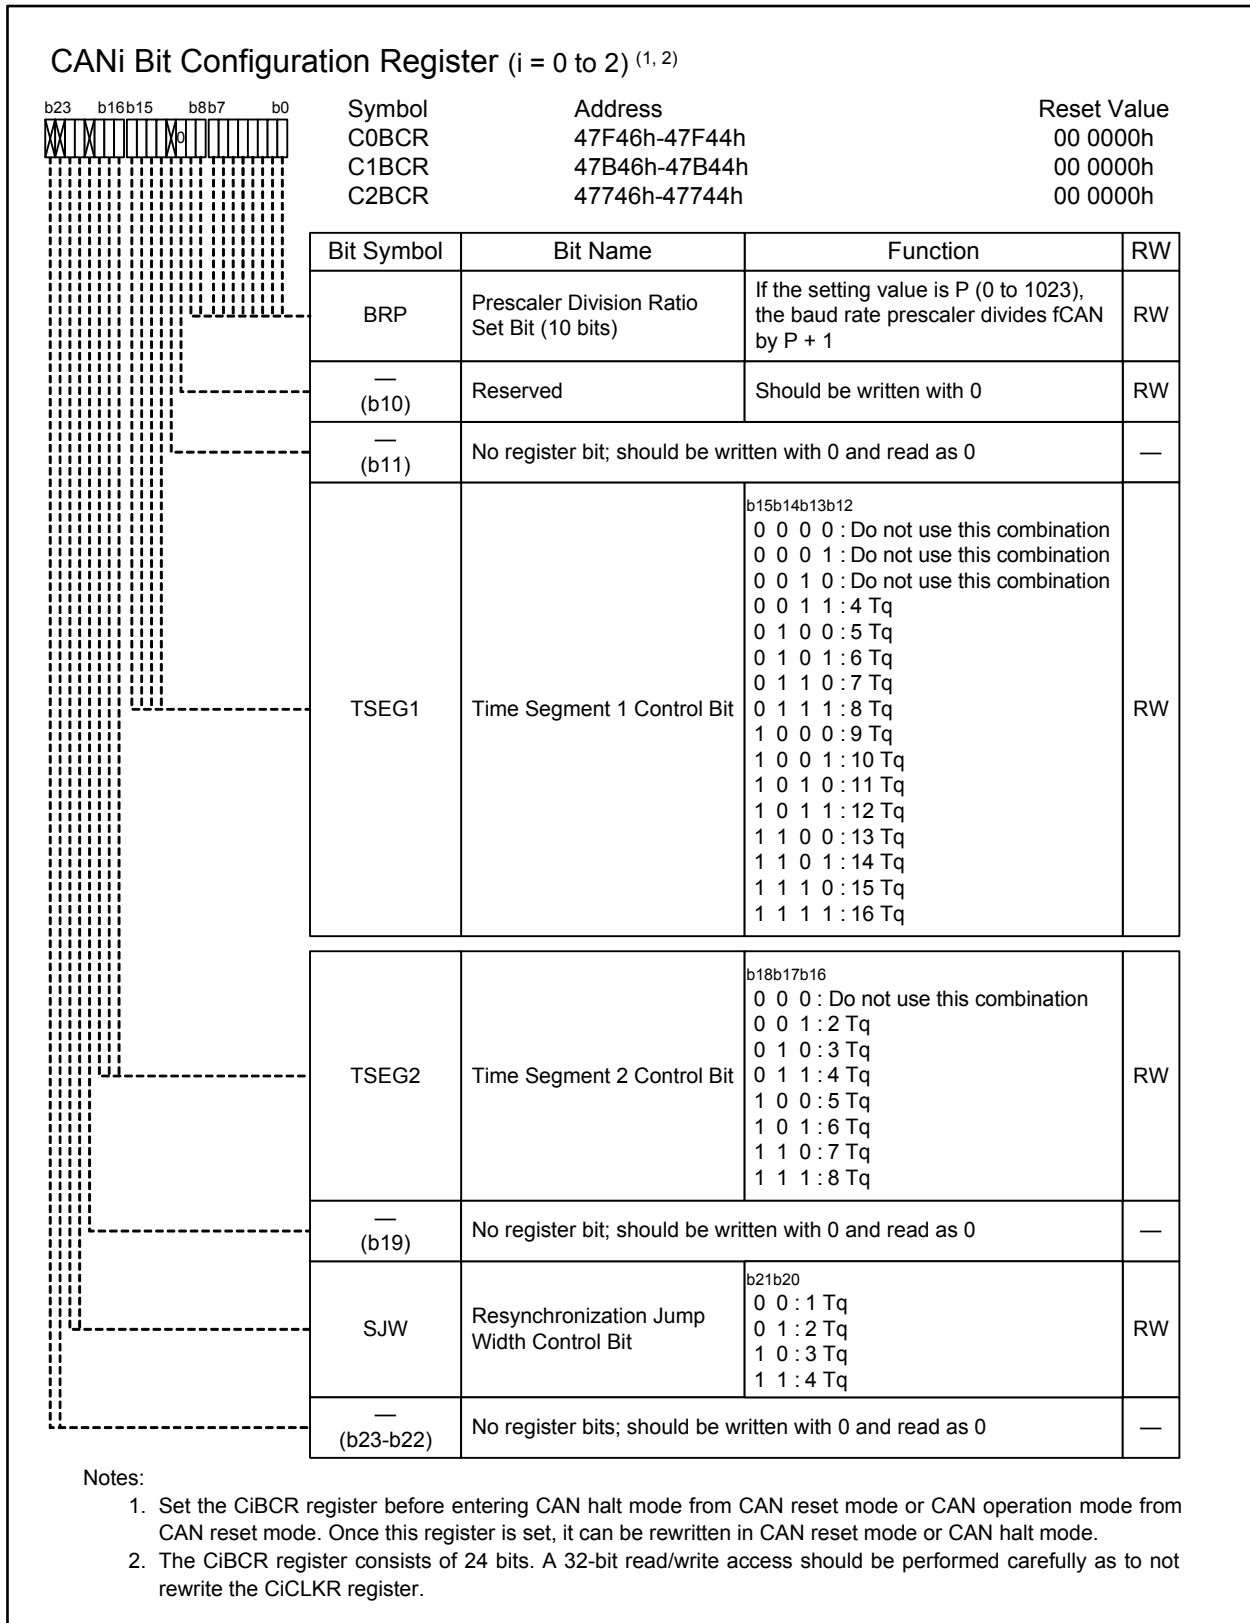 CANi Bit Configuration Register (i = 0 to 2) (1, 2)
b23 b16b15 b8b7 b0
0
Symbol Address Reset Value
C0BCR 47F46h-47F44h 00 0000h
C1BCR 47B46h-47B44h 00 0000h
C2BCR 47746h-47744h 00 0000h
Bit Symbol Bit Name Function RW
BRP Prescaler Division Ratio Set Bit (10 bits) If the setting value is P (0 to 1023), the baud rate prescaler divides fCAN by P + 1 RW
— (b10) Reserved Should be written with 0 RW
— (b11) No register bit; should be written with 0 and read as 0 —
TSEG1 Time Segment 1 Control Bit RW
b15b14b13b12
0 0 0 0 : Do not use this combination
0 0 0 1 : Do not use this combination
0 0 1 0 : Do not use this combination
0 0 1 1 : 4 Tq
0 1 0 0 : 5 Tq
0 1 0 1 : 6 Tq
0 1 1 0 : 7 Tq
0 1 1 1 : 8 Tq
1 0 0 0 : 9 Tq
1 0 0 1 : 10 Tq
1 0 1 0 : 11 Tq
1 0 1 1 : 12 Tq
1 1 0 0 : 13 Tq
1 1 0 1 : 14 Tq
1 1 1 0 : 15 Tq
1 1 1 1 : 16 Tq
TSEG2 Time Segment 2 Control Bit RW
b18b17b16
0 0 0 : Do not use this combination
0 0 1 : 2 Tq
0 1 0 : 3 Tq
0 1 1 : 4 Tq
1 0 0 : 5 Tq
1 0 1 : 6 Tq
1 1 0 : 7 Tq
1 1 1 : 8 Tq
— (b19) No register bit; should be written with 0 and read as 0 —
SJW Resynchronization Jump Width Control Bit RW
b21b20
0 0 : 1 Tq
0 1 : 2 Tq
1 0 : 3 Tq
1 1 : 4 Tq
— (b23-b22) No register bits; should be written with 0 and read as 0 —
Notes:
1. Set the CiBCR register before entering CAN halt mode from CAN reset mode or CAN operation mode from
CAN reset mode. Once this register is set, it can be rewritten in CAN reset mode or CAN halt mode.
2. The CiBCR register consists of 24 bits. A 32-bit read/write access should be performed carefully as to not
rewrite the CiCLKR register.